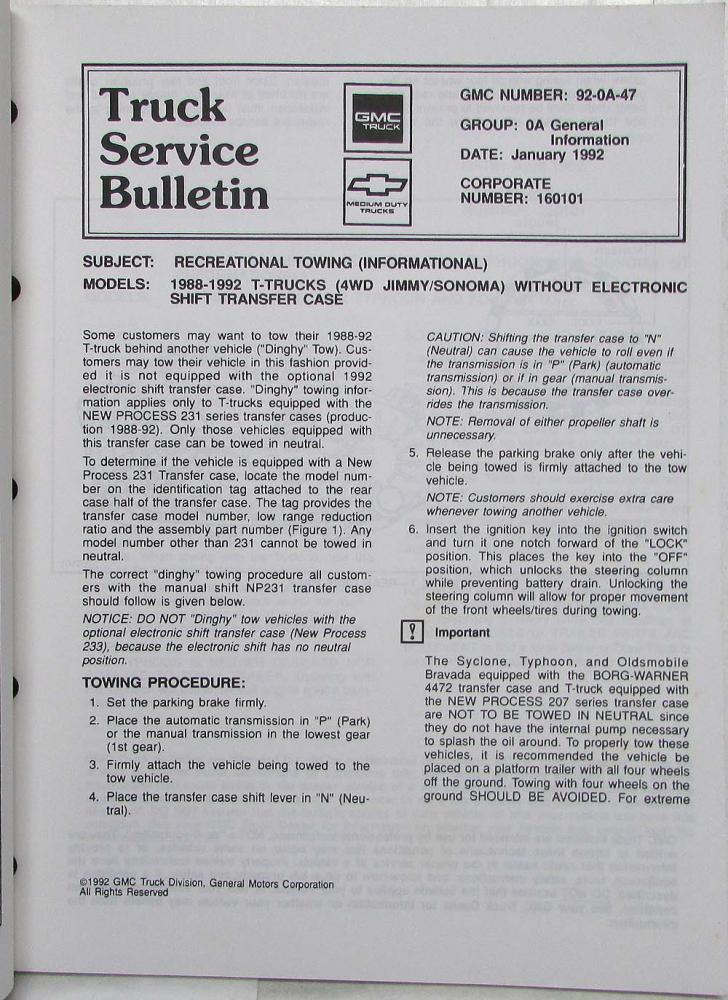 Truck
Service
Bulletin
GMC
TRUCK
MEDIUM DUTY
TRUCKS
GMC NUMBER: 92-0A-47
GROUP: 0A General
Information
DATE: January 1992
CORPORATE
NUMBER: 160101
SUBJECT: RECREATIONAL TOWING (INFORMATIONAL)
MODELS: 1988-1992 T-TRUCKS (4WD JIMMY/SONOMA) WITHOUT ELECTRONIC
SHIFT TRANSFER CASE
Some customers may want to tow their 1988-92
T-truck behind another vehicle ("Dinghy" Tow). Cus-
tomers may tow their vehicle in this fashion provid-
ed it is not equipped with the optional 1992
electronic shift transfer case. "Dinghy" towing infor-
mation applies only to T-trucks equipped with the
NEW PROCESS 231 series transfer cases (produc-
tion 1988-92). Only those vehicles equipped with
this transfer case can be towed in neutral.
To determine if the vehicle is equipped with a New
Process 231 Transfer case, locate the model num-
ber on the identification tag attached to the rear
case half of the transfer case. The tag provides the
transfer case model number, low range reduction
ratio and the assembly part number (Figure 1). Any
model number other than 231 cannot be towed in
neutral.
The correct "dinghy" towing procedure all custom-
ers with the manual shift NP231 transfer case
should follow is given below.
NOTICE: DO NOT "Dinghy" tow vehicles with the
optional electronic shift transfer case (New Process
233), because the electronic shift has no neutral
position.
TOWING PROCEDURE:
1. Set the parking brake firmly.
2. Place the automatic transmission in "P" (Park)
or the manual transmission in the lowest gear
(1st gear).
3. Firmly attach the vehicle being towed to the
tow vehicle.
4. Place the transfer case shift lever in "N" (Neu-
tral).
CAUTION: Shifting the transfer case to "N"
(Neutral) can cause the vehicle to roll even if
the transmission is in "P" (Park) (automatic
transmission) or if in gear (manual transmis-
sion). This is because the transfer case over-
rides the transmission.
NOTE: Removal of either propeller shaft is
unnecessary.
5. Release the parking brake only after the vehi-
cle being towed is firmly attached to the tow
vehicle.
NOTE: Customers should exercise extra care
whenever towing another vehicle.
6. Insert the ignition key into the ignition switch
and turn it one notch forward of the "LOCK"
position. This places the key into the "OFF"
position, which unlocks the steering column
while preventing battery drain. Unlocking the
steering column will allow for proper movement
of the front wheels/tires during towing.
! Important
The Syclone, Typhoon, and Oldsmobile
Bravada equipped with the BORG-WARNER
4472 transfer case and T-truck equipped with
the NEW PROCESS 207 series transfer case
are NOT TO BE TOWED IN NEUTRAL since
they do not have the internal pump necessary
to splash the oil around. To properly tow these
vehicles, it is recommended the vehicle be
placed on a platform trailer with all four wheels
off the ground. Towing with four wheels on the
ground SHOULD BE AVOIDED. For extreme
©1992 GMC Truck Division, General Motors Corporation
All Rights Reserved